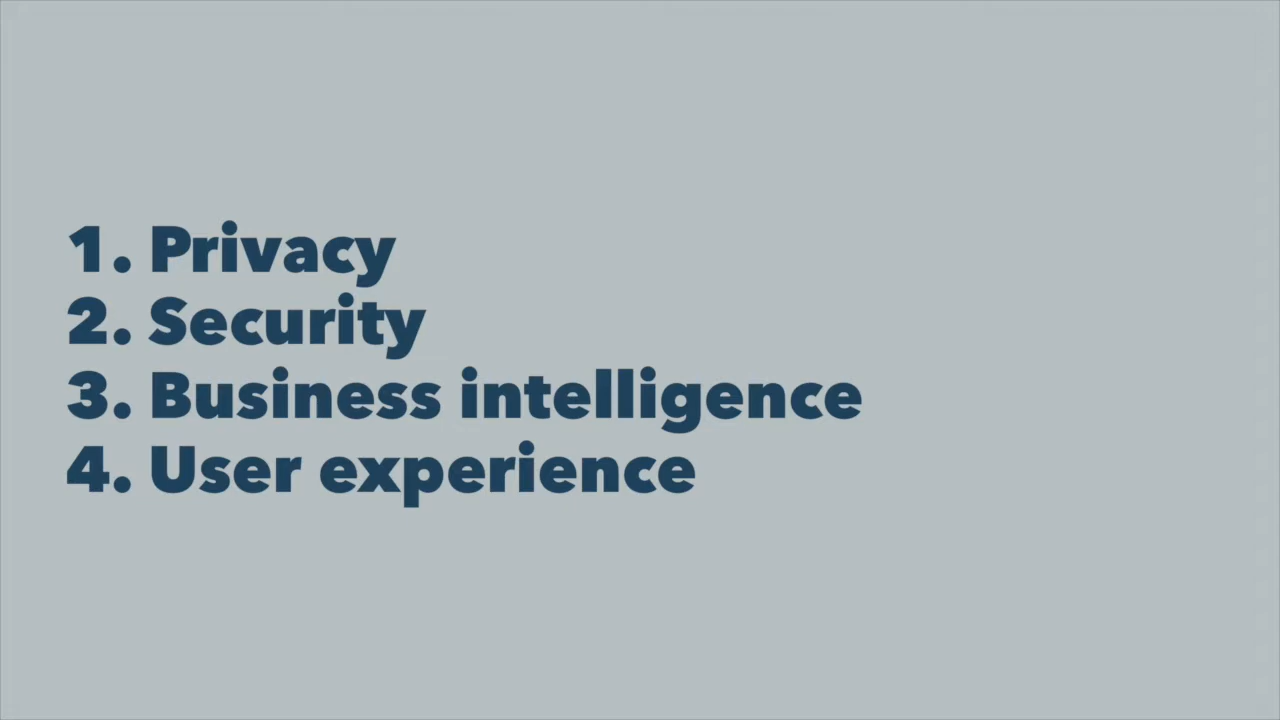 1. Privacy
2. Security
3. Business intelligence
4. User experience